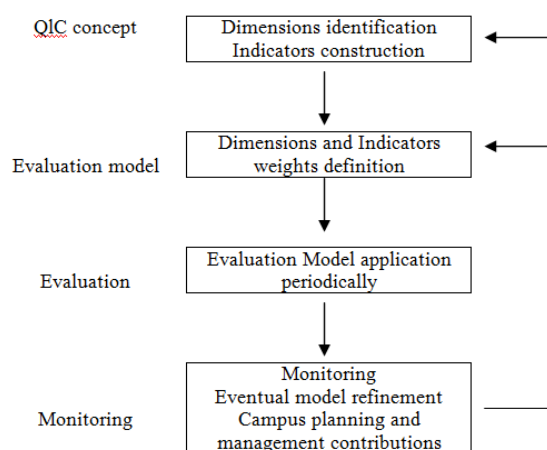 QlC concept
Dimensions identification
Indicators construction
Evaluation model
Dimensions and Indicators
weights definition
Evaluation
Evaluation Model application
periodically
Monitoring
Monitoring
Eventual model refinement
Campus planning and
management contributions